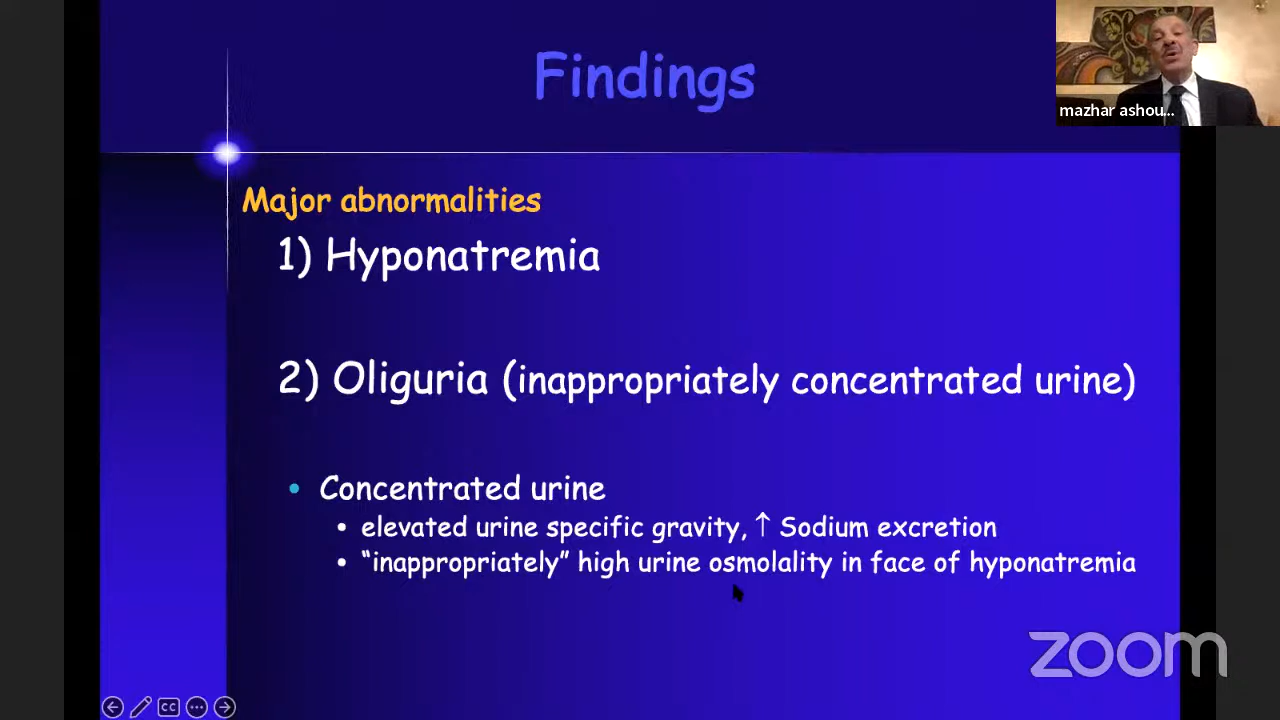 Findings
mazhar ashou...
Major abnormalities
1) Hyponatremia
2) Oliguria (inappropriately concentrated urine)
• Concentrated urine
• elevated urine specific gravity, ↑ Sodium excretion
• “inappropriately” high urine osmolality in face of hyponatremia
zoom
CC